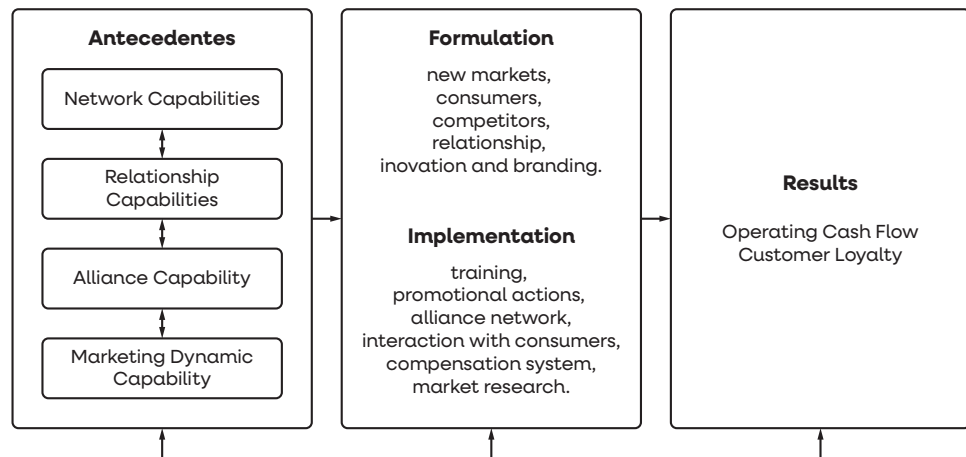 Antecedentes
Network Capabilities
Relationship
Capabilities
Alliance Capability
Marketing Dynamic
Capability
Formulation
new markets,
consumers,
competitors,
relationship,
inovation and branding.
Implementation
training,
promotional actions,
alliance network,
interaction with consumers,
compensation system,
market research.
Results
Operating Cash Flow
Customer Loyalty